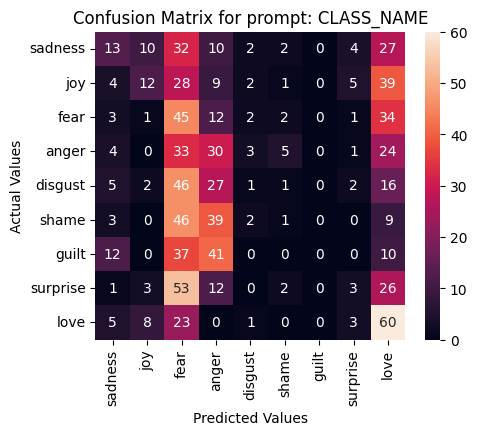 Confusion Matrix for prompt: CLASS_NAME
Actual Values
sadness 13 10 32 10 2 2 0 4 27
joy 4 12 28 9 2 1 0 5 39
fear 3 1 45 12 2 2 0 1 34
anger 4 0 33 30 3 5 0 1 24
disgust 5 2 46 27 1 1 0 2 16
shame 3 0 46 39 2 1 0 0 9
guilt 12 0 37 41 0 0 0 0 10
surprise 1 3 53 12 0 2 0 3 26
love 5 8 23 0 1 0 0 3 60
sadness joy fear anger disgust shame guilt surprise love
Predicted Values
60
50
40
30
20
10
0